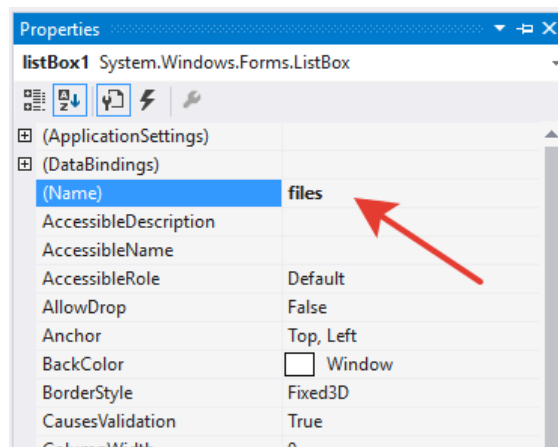 Properties
listBox1 System.Windows.Forms.ListBox
(ApplicationSettings)
(DataBindings)
(Name) files
AccessibleDescription
AccessibleName
AccessibleRole Default
AllowDrop False
Anchor Top, Left
BackColor Window
BorderStyle Fixed3D
CausesValidation True